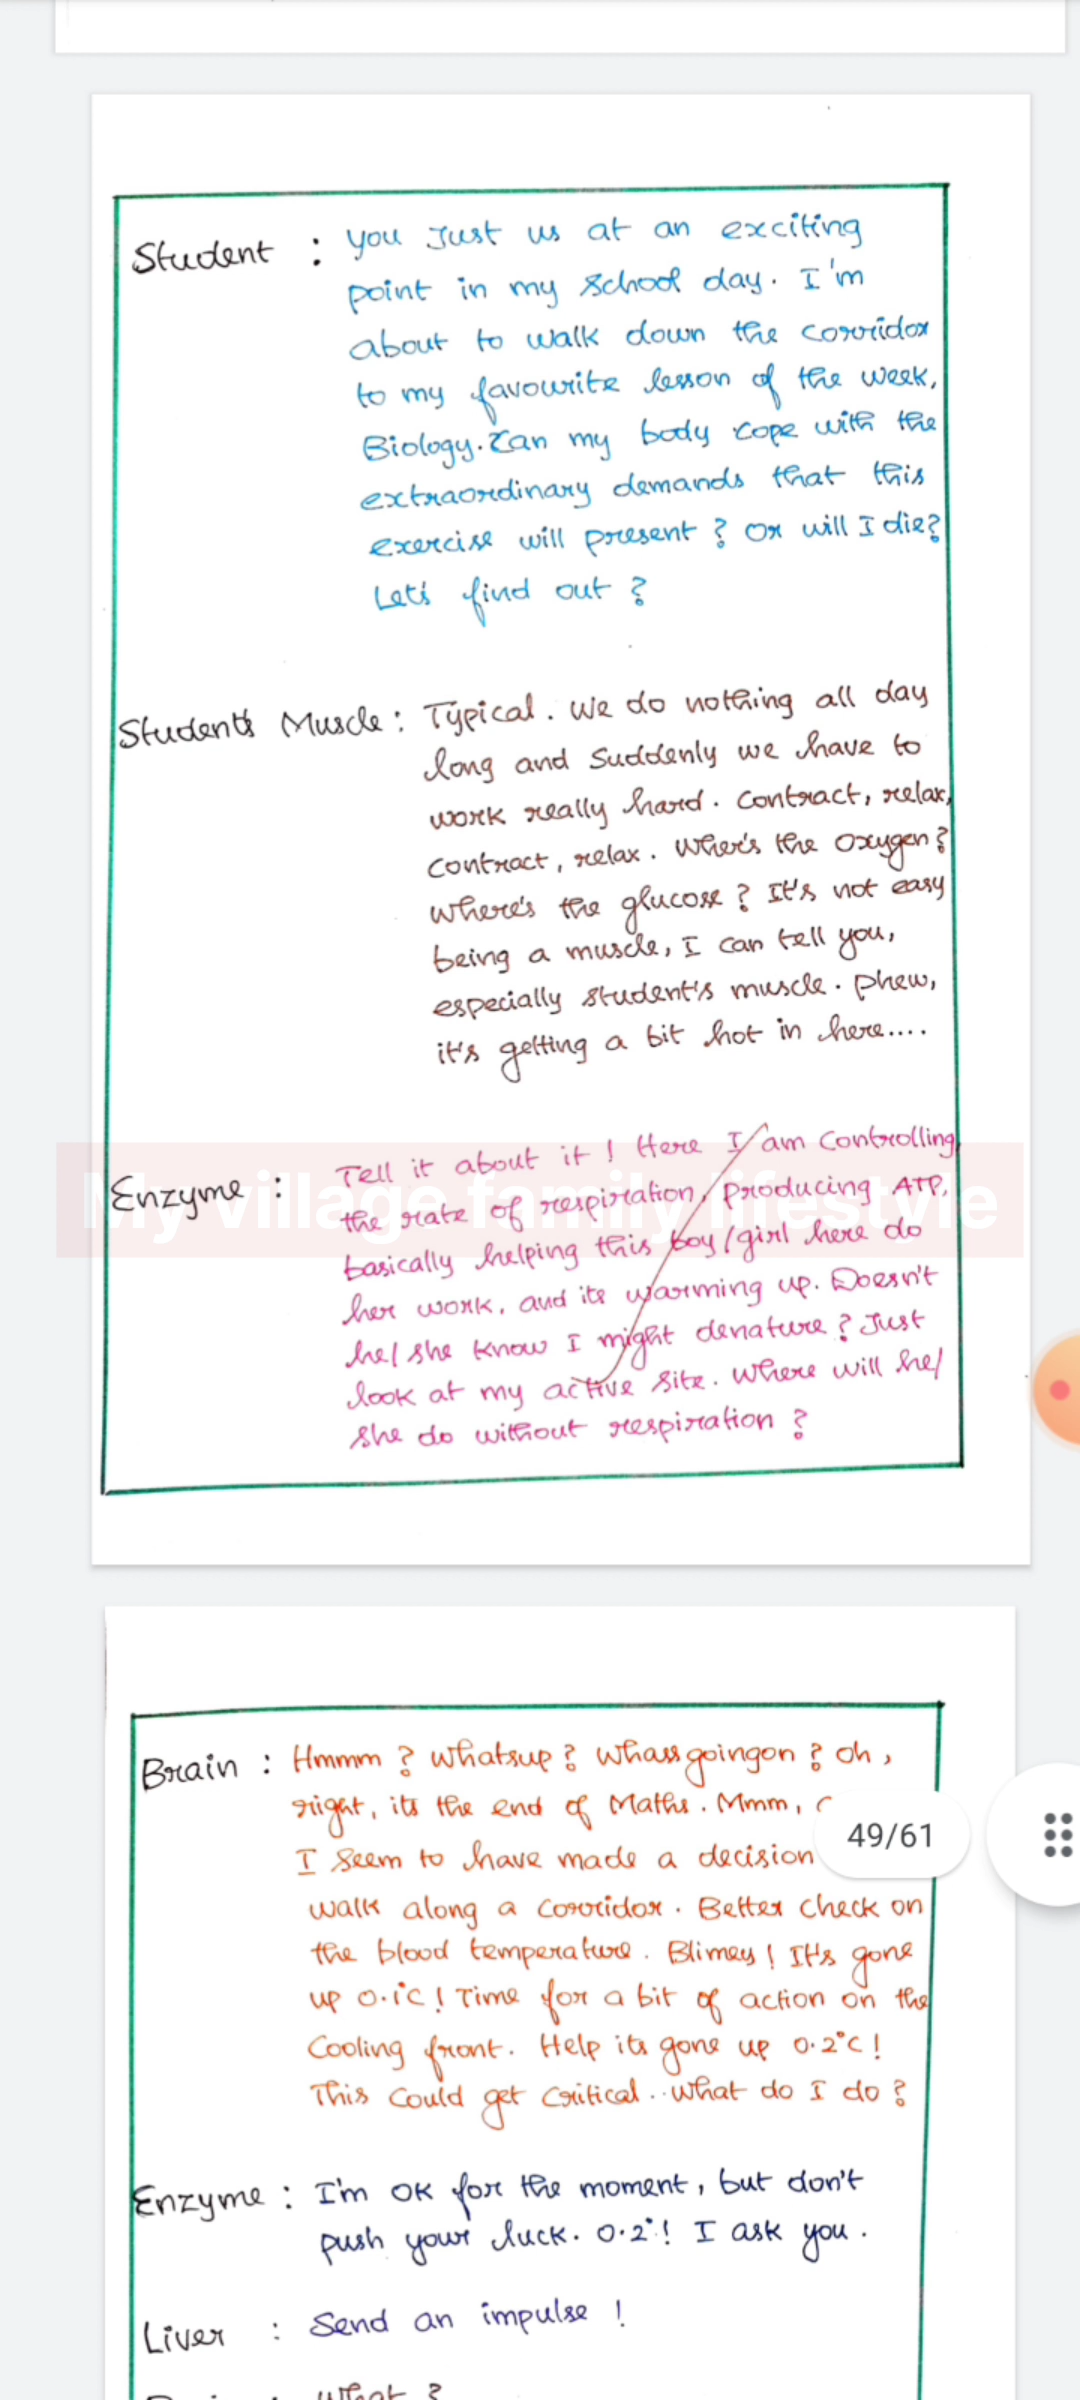 Student : you Just us at an exciting
point in my school day. I'm
about to walk down the corridor
to my favourite lesson of the week,
Biology. Can my body cope with the
extraordinary demands that this
exercise will present ? Or will I die?
Let's find out ?
Student's Muscle : Typical. We do nothing all day
long and suddenly we have to
work really hard. Contract, relax,
contract, relax. Wher's the Oxygen?
Where's the glucose ? It's not easy
being a muscle, I can tell you,
especially student's muscle. Phew,
it's getting a bit hot in here....
Enzyme : Tell it about it ! Here I am Controlling
the rate of respiration, producing ATP,
basically helping this boy/girl here do
her work, and its warming up. Doesn't
he/she know I might denature ? Just
look at my active site. Where will he/
she do without respiration ?
My village family lifestyle
Brain : Hmmm ? Whatsup ? Whassgoingon ? Oh,
right, its the end of Maths. Mmm,
49/61
I seem to have made a decision
walk along a corridor. Better check on
the blood temperature. Blimey ! It's gone
up 0.1°C ! Time for a bit of action on the
Cooling front. Help its gone up 0.2°C !
This Could get Critical.. What do I do ?
Enzyme : I'm OK for the moment, but don't
push your luck. 0.2° ! I ask you.
Liver : Send an impulse !
What ?